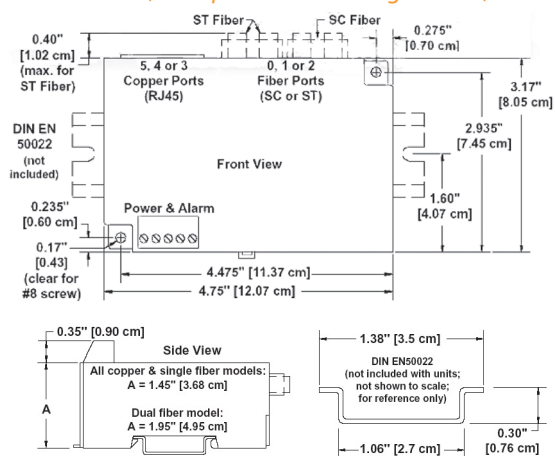 ST Fiber
SC Fiber
0.40"
[1.02 cm]
(max. for
ST Fiber)
0.275"
[0.70 cm]
5, 4 or 3
Copper Ports
(RJ45)
0, 1 or 2
Fiber Ports
(SC or ST)
3.17"
[8.05 cm]
DIN EN
50022
(not
included)
2.935"
[7.45 cm]
Front View
1.60"
[4.07 cm]
0.235"
[0.60 cm]
Power & Alarm
0.17"
[0.43]
(clear for
#8 screw)
4.475" [11.37 cm]
4.75" [12.07 cm]
0.35" [0.90 cm]
Side View
All copper & single fiber models:
A = 1.45" [3.68 cm]
A
Dual fiber model:
A = 1.95" [4.95 cm]
1.38" [3.5 cm]
DIN EN50022
(not included with units;
not shown to scale;
for reference only)
0.30"
[0.76 cm]
1.06" [2.7 cm]